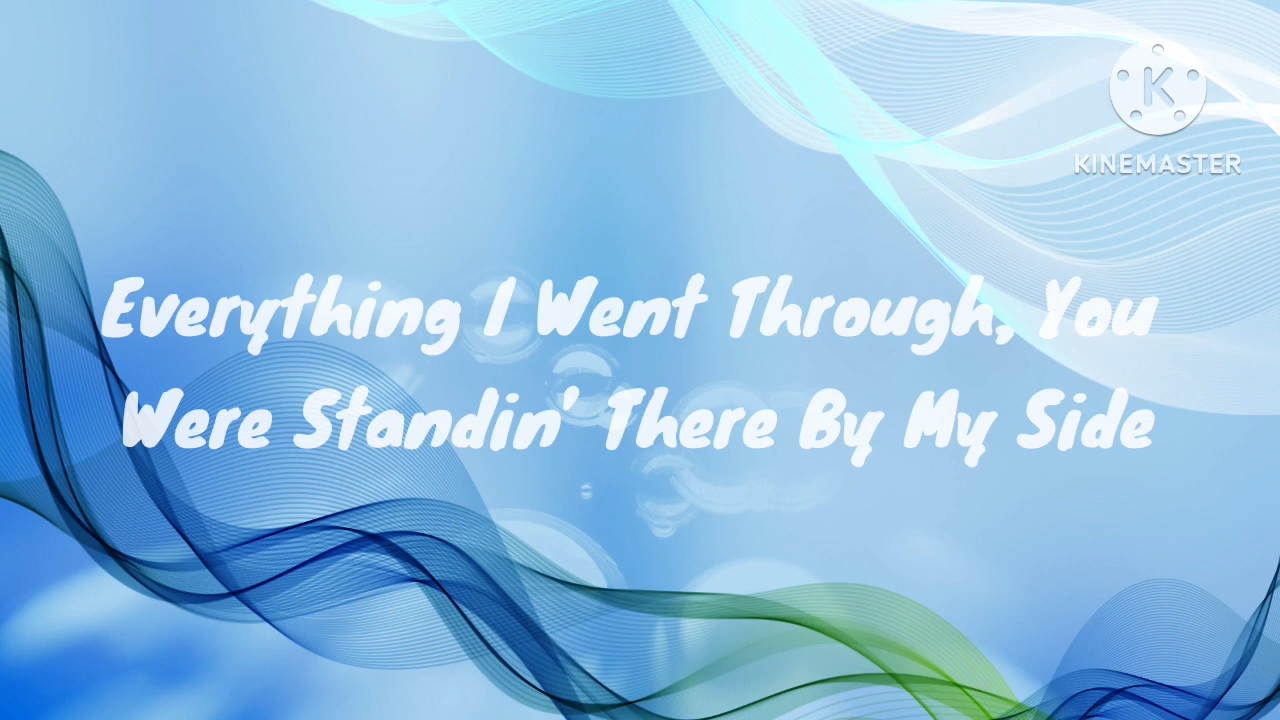 KINEMASTER
Everything I Went Through, You
Were Standin' There By My Side